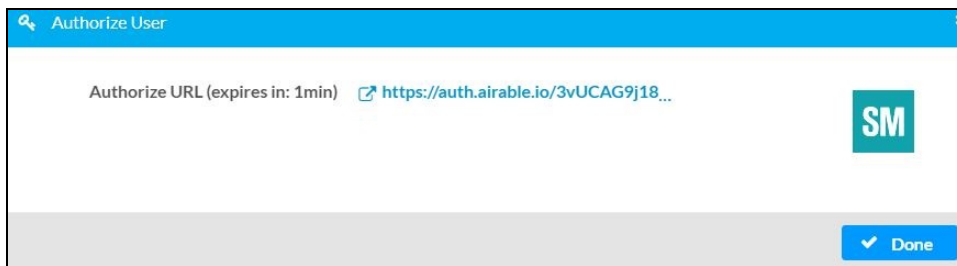 Authorize User
Authorize URL (expires in: 1min) https://auth.airable.io/3vUCAG9j18...
SM
Done